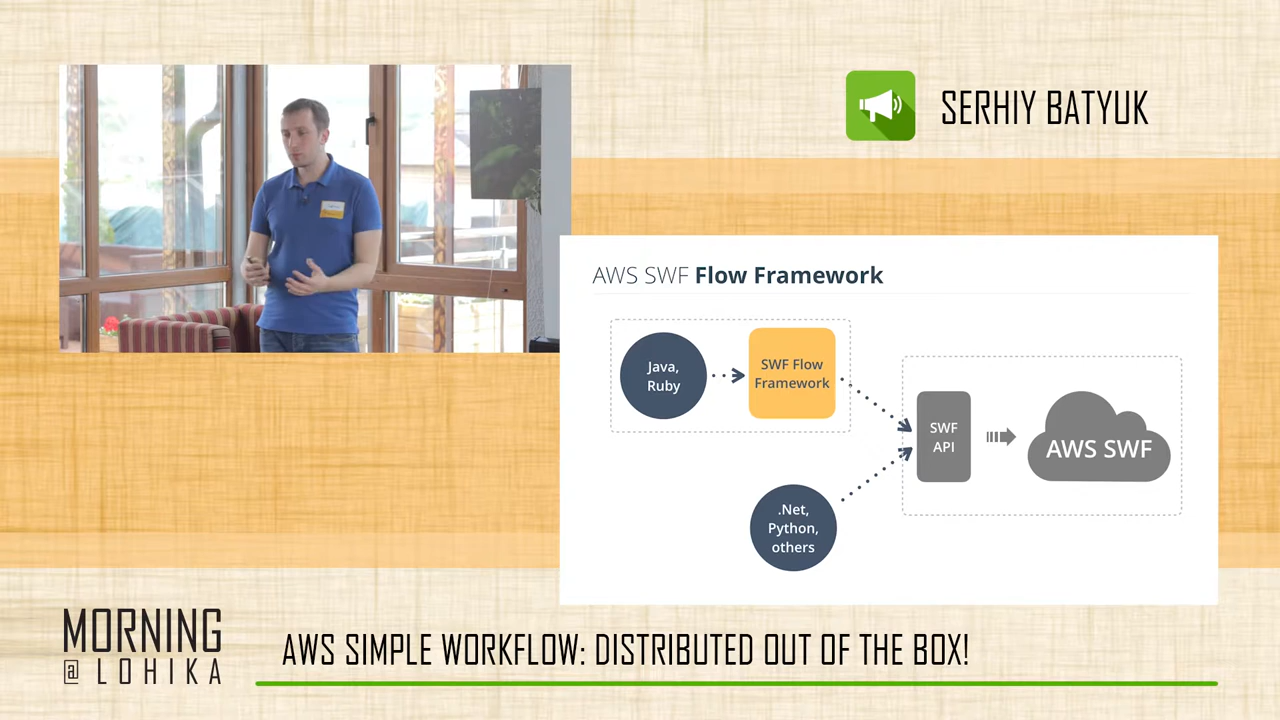 SERHIY BATYUK
AWS SWF Flow Framework
Java,
Ruby
SWF Flow
Framework
SWF
API
AWS SWF
.Net,
Python,
others
MORNING
@ LOHIKA
AWS SIMPLE WORKFLOW: DISTRIBUTED OUT OF THE BOX!